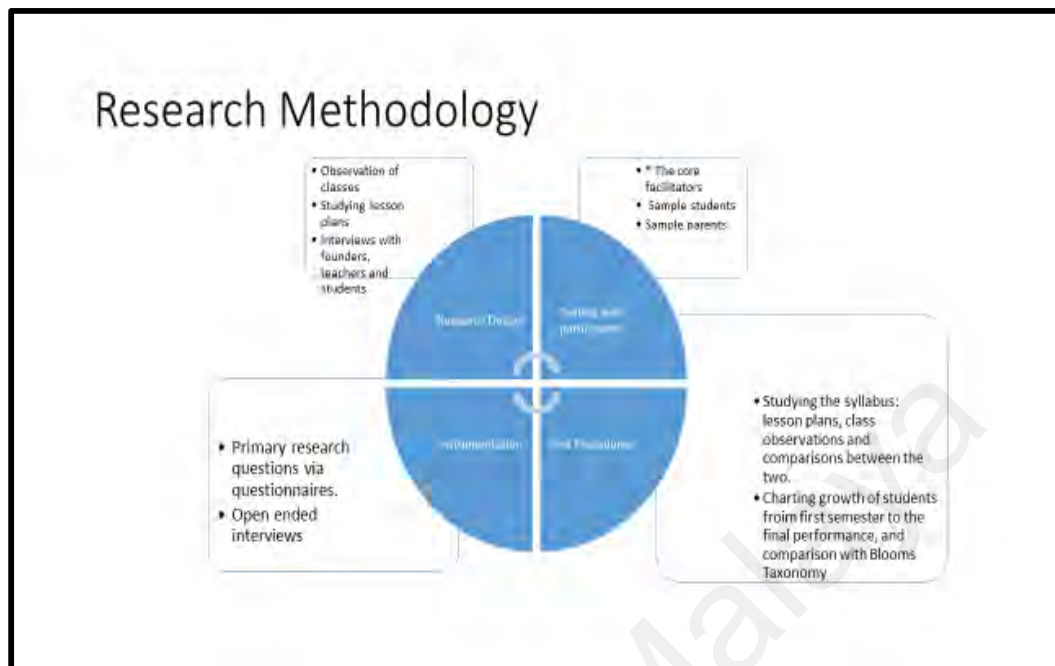 Research Methodology
• Observation of
classes
• Studying lesson
plans
• Interviews with
founders,
teachers and
students
• * The core
facilitators
• Sample students
• Sample parents
Research Design
participants
Instrumentation
• Primary research
questions via
questionnaires.
• Open ended
interviews
• Studying the syllabus:
lesson plans, class
observations and
comparisons between the
two.
• Charting growth of students
froim first semester to the
final performance, and
comparison with Blooms
Taxonomy
Malaya